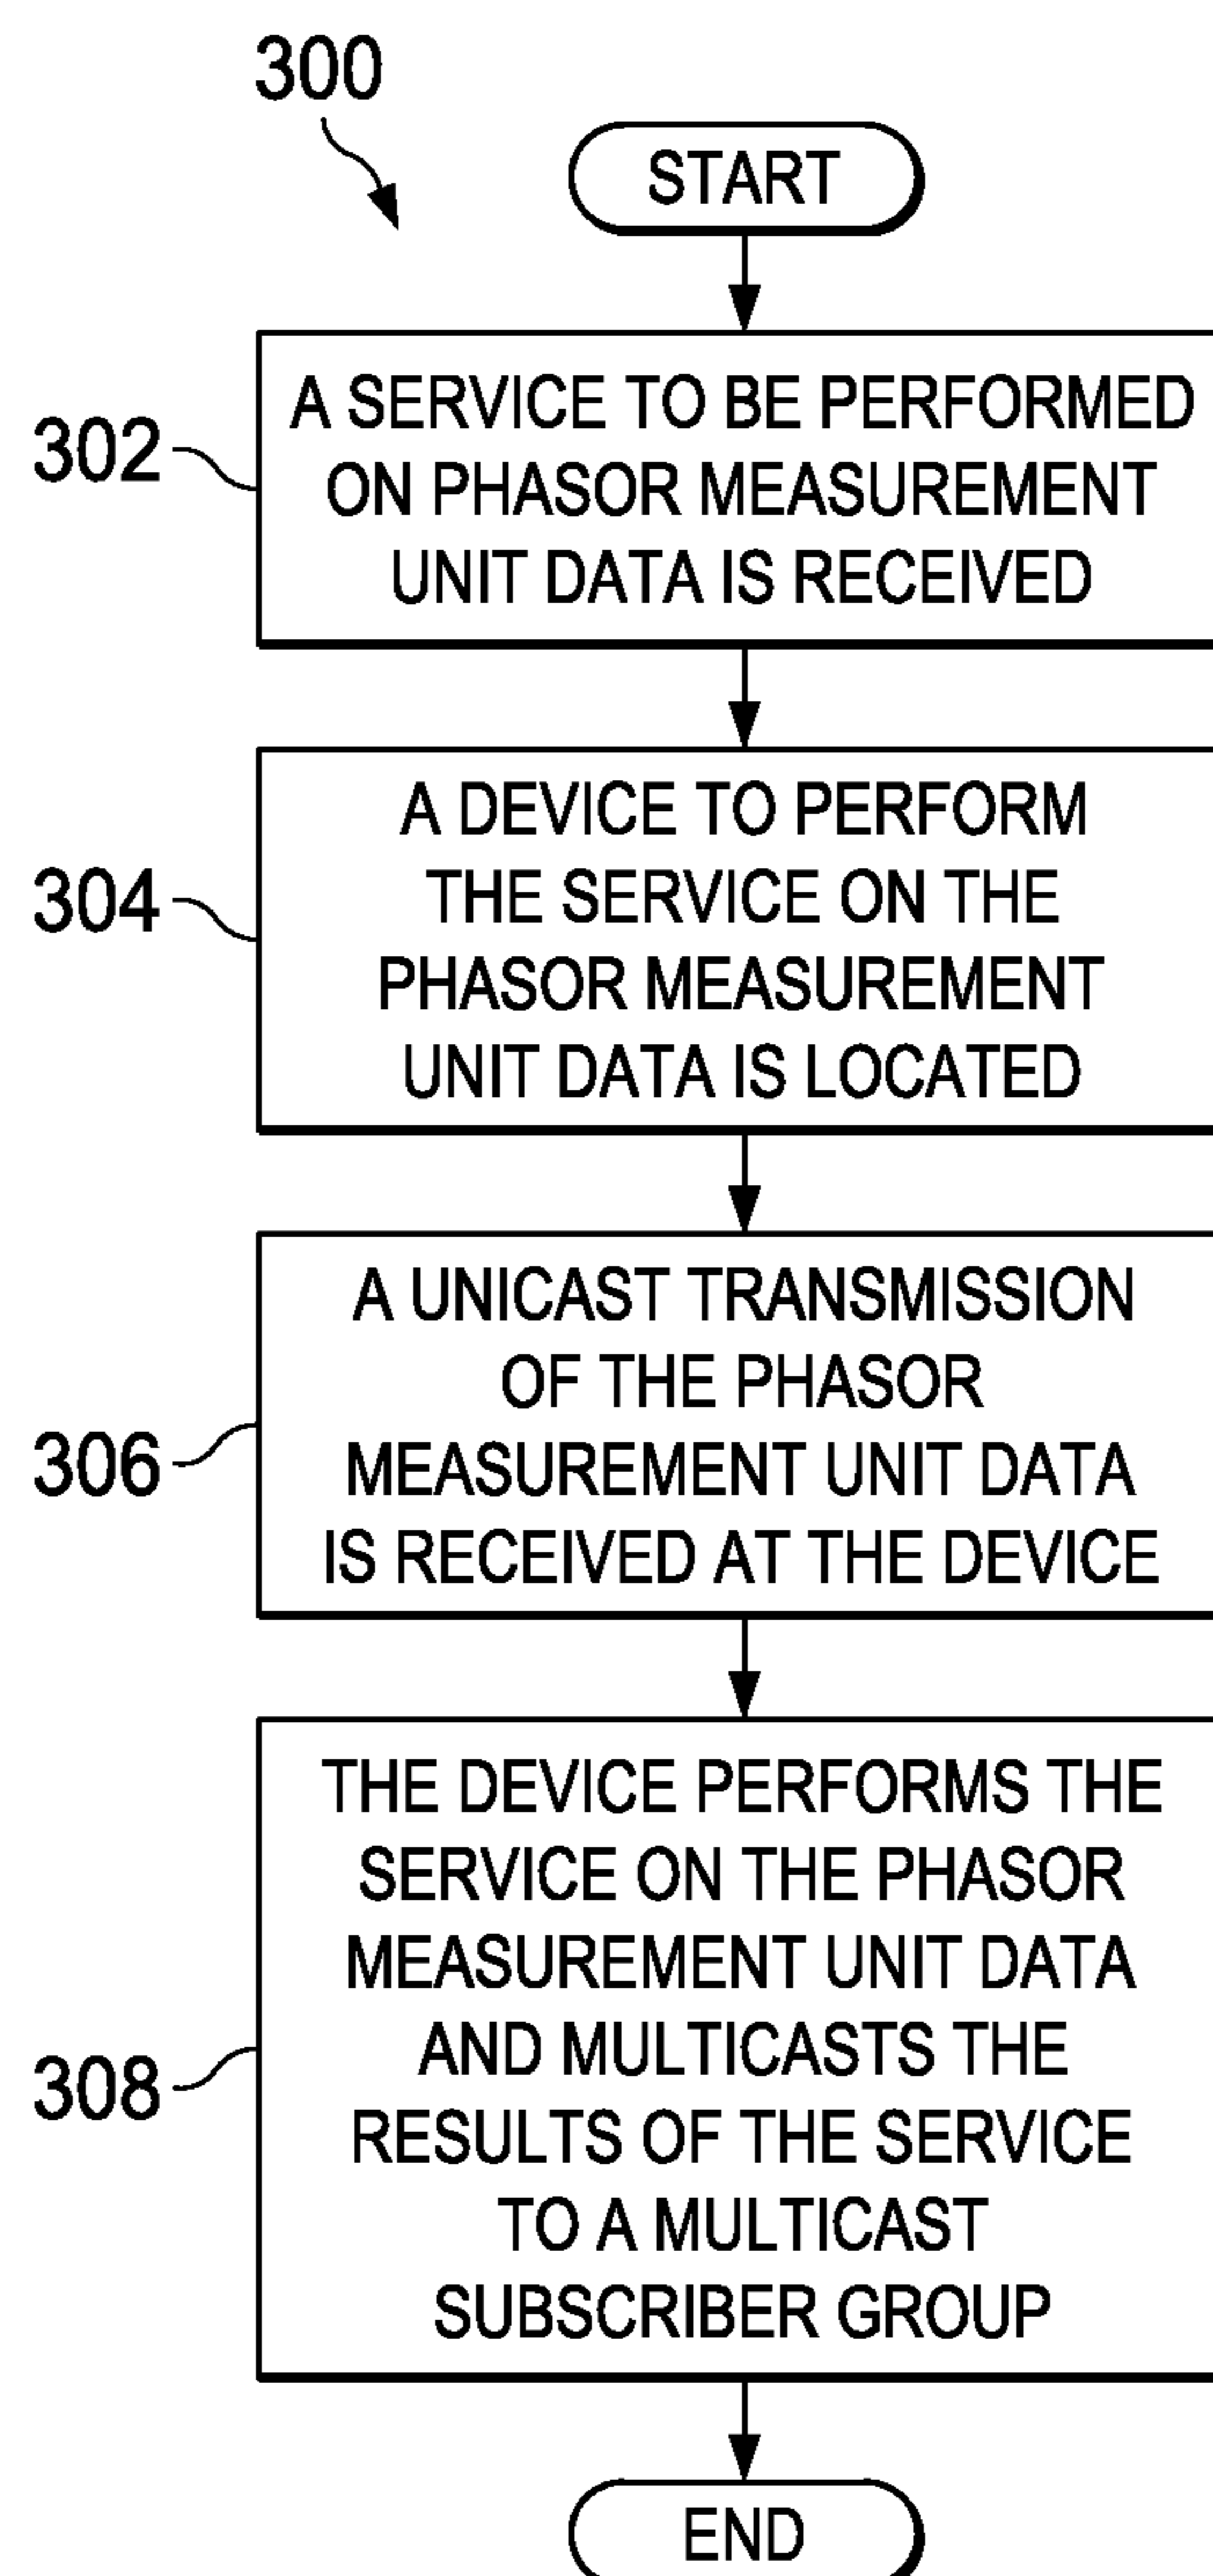 300
START
302
A SERVICE TO BE PERFORMED
ON PHASOR MEASUREMENT
UNIT DATA IS RECEIVED
304
A DEVICE TO PERFORM
THE SERVICE ON THE
PHASOR MEASUREMENT
UNIT DATA IS LOCATED
306
A UNICAST TRANSMISSION
OF THE PHASOR
MEASUREMENT UNIT DATA
IS RECEIVED AT THE DEVICE
308
THE DEVICE PERFORMS THE
SERVICE ON THE PHASOR
MEASUREMENT UNIT DATA
AND MULTICASTS THE
RESULTS OF THE SERVICE
TO A MULTICAST
SUBSCRIBER GROUP
END